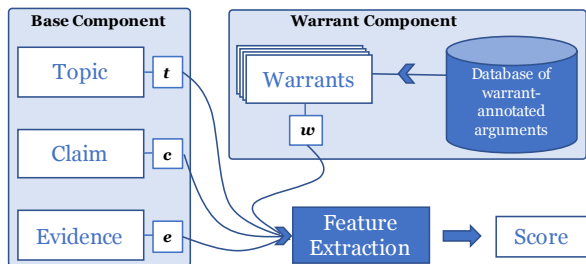 Base Component
Warrant Component
Topic
t
Claim
c
Evidence
e
Warrants
w
Database of
warrant-
annotated
arguments
Feature
Extraction
Score